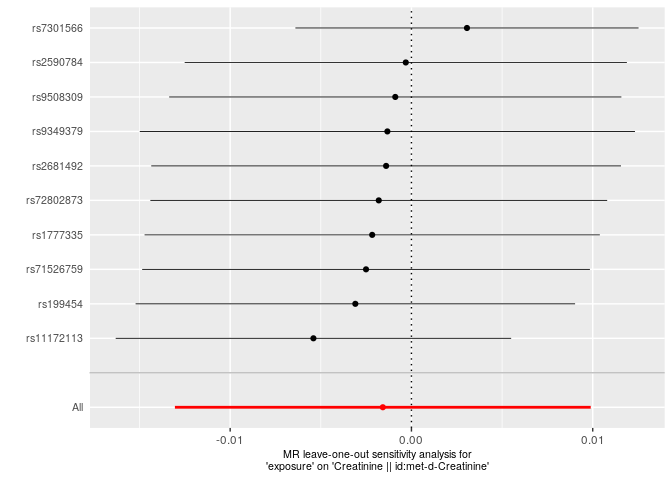 rs7301566
rs2590784
rs9508309
rs9349379
rs2681492
rs72802873
rs1777335
rs71526759
rs199454
rs11172113
All
-0.01 0.00 0.01
MR leave-one-out sensitivity analysis for
'exposure' on 'Creatinine || id:met-d-Creatinine'